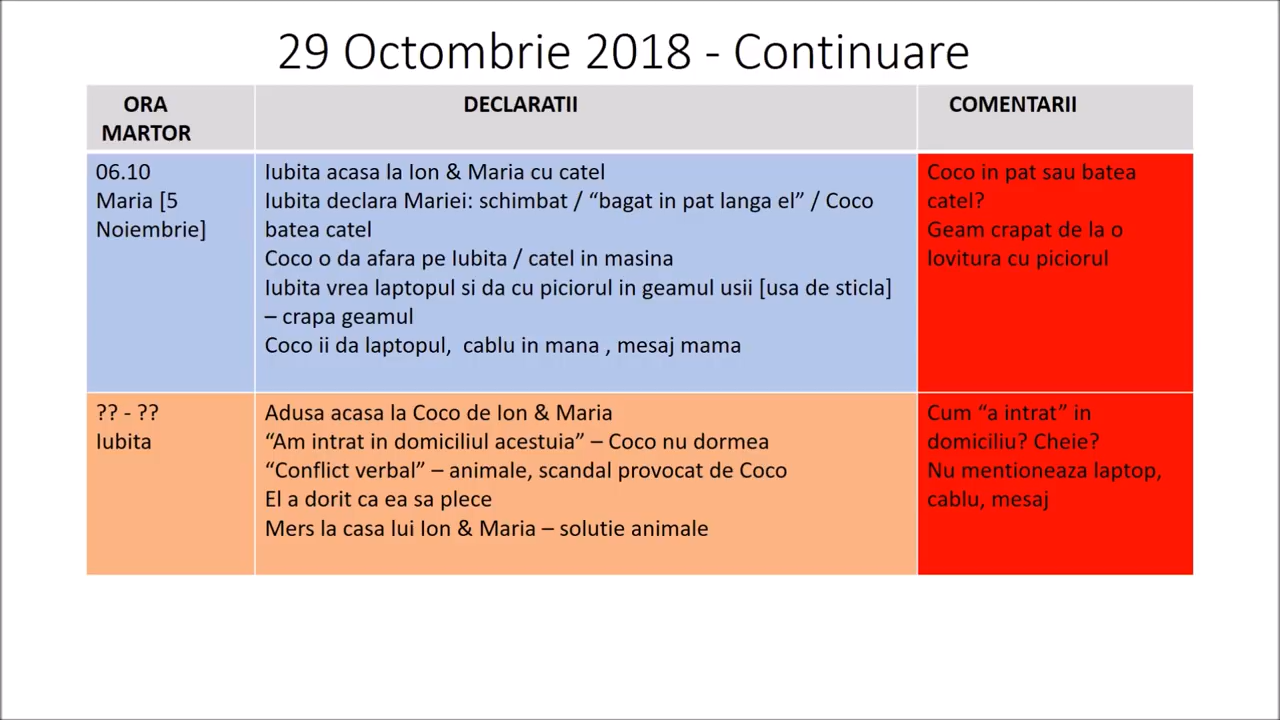 29 Octombrie 2018 - Continuare
ORA
MARTOR
DECLARATII
COMENTARII
06.10
Maria [5
Noiembrie]
Iubita acasa la Ion & Maria cu catel
Iubita declara Mariei: schimbat / “bagat in pat langa el” / Coco
batea catel
Coco o da afara pe Iubita / catel in masina
Iubita vrea laptopul si da cu piciorul in geamul usii [usa de sticla]
– crapa geamul
Coco ii da laptopul, cablu in mana , mesaj mama
Coco in pat sau batea
catel?
Geam crapat de la o
lovitura cu piciorul
?? - ??
Iubita
Adusa acasa la Coco de Ion & Maria
“Am intrat in domiciliul acestuia” – Coco nu dormea
“Conflict verbal” – animale, scandal provocat de Coco
El a dorit ca ea sa plece
Mers la casa lui Ion & Maria – solutie animale
Cum “a intrat” in
domiciliu? Cheie?
Nu mentioneaza laptop,
cablu, mesaj